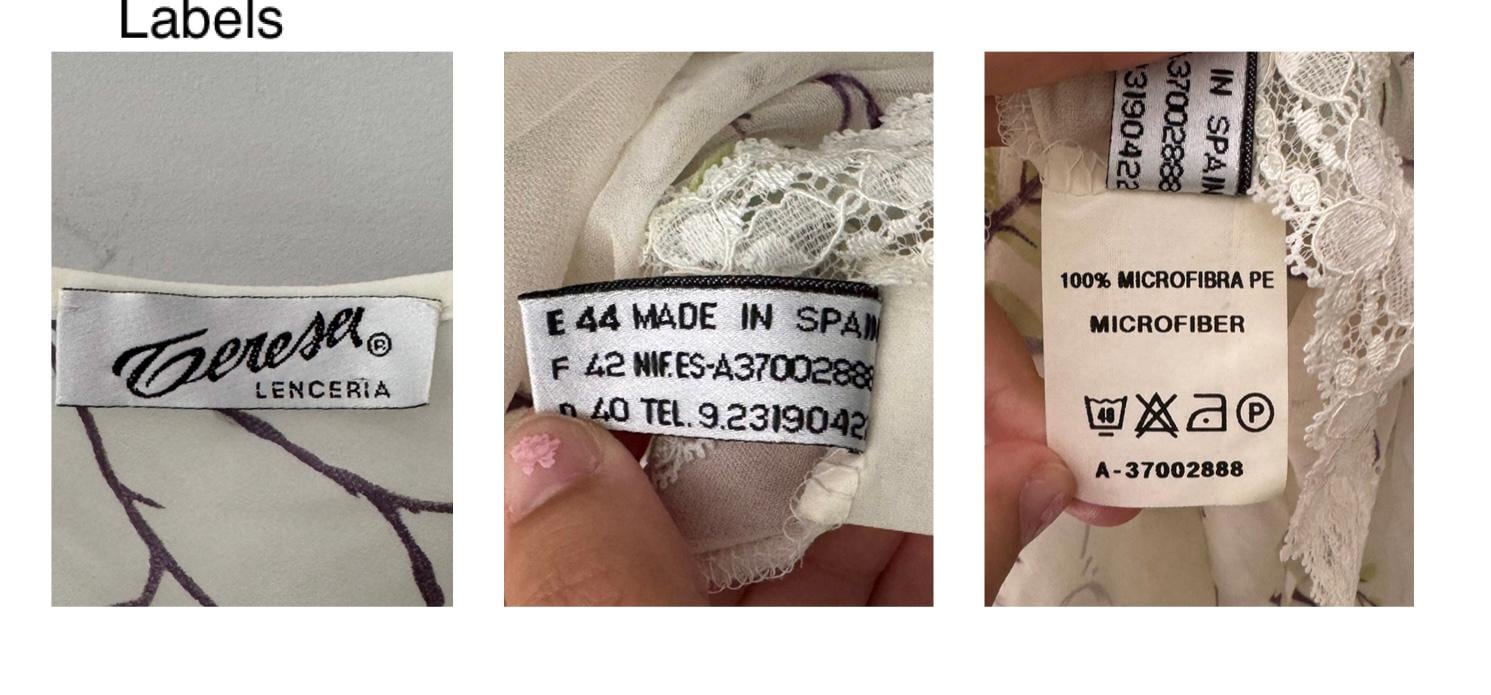 Labels
Teresa®
LENCERIA
E 44 MADE IN SPAIN
F 42 NIF.ES-A37002888
D 40 TEL. 9.2319042
IN SPAIN
37002888
3190422
100% MICROFIBRA PE
MICROFIBER
40
P
A-37002888